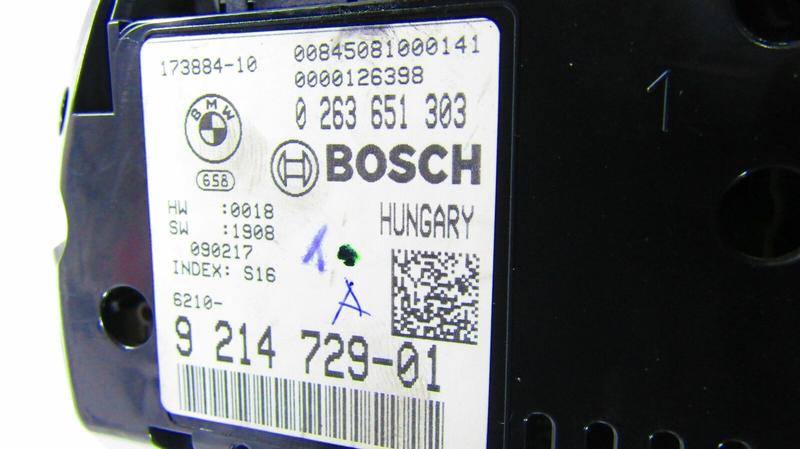 173884-10
00845081000141
0000126398
0 263 651 303
BMW
BOSCH
658
HW :0018
SW :1908
090217
INDEX: S16
HUNGARY
1
A
6210-
9 214 729-01
1